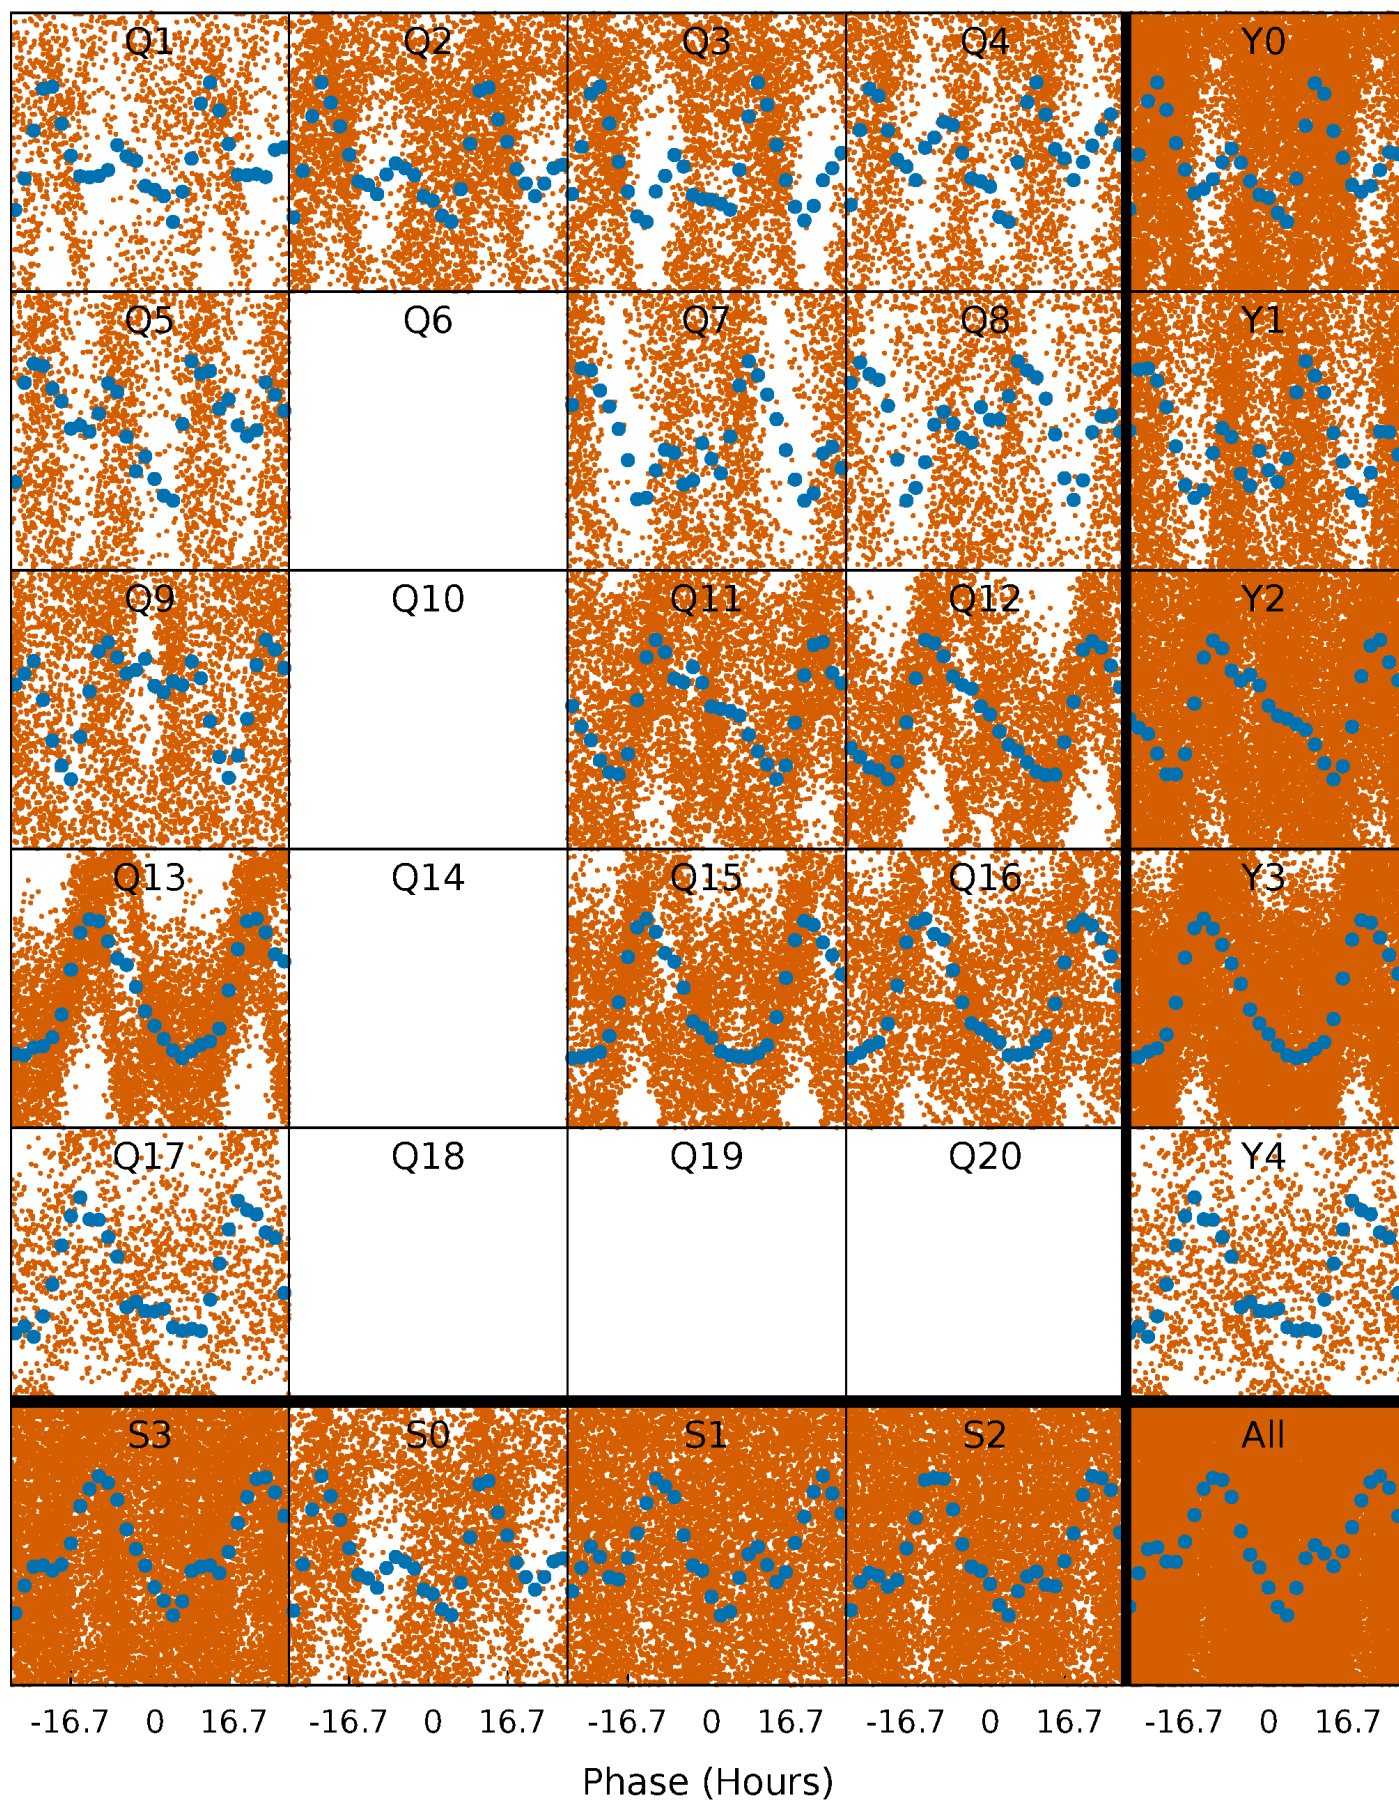 Q1 Q2 Q3 Q4 Y0
Q5 Q6 Q7 Q8 Y1
Q9 Q10 Q11 Q12 Y2
Q13 Q14 Q15 Q16 Y3
Q17 Q18 Q19 Q20 Y4
S3 S0 S1 S2 All
-16.7 0 16.7 -16.7 0 16.7 -16.7 0 16.7 -16.7 0 16.7 -16.7 0 16.7
Phase (Hours)